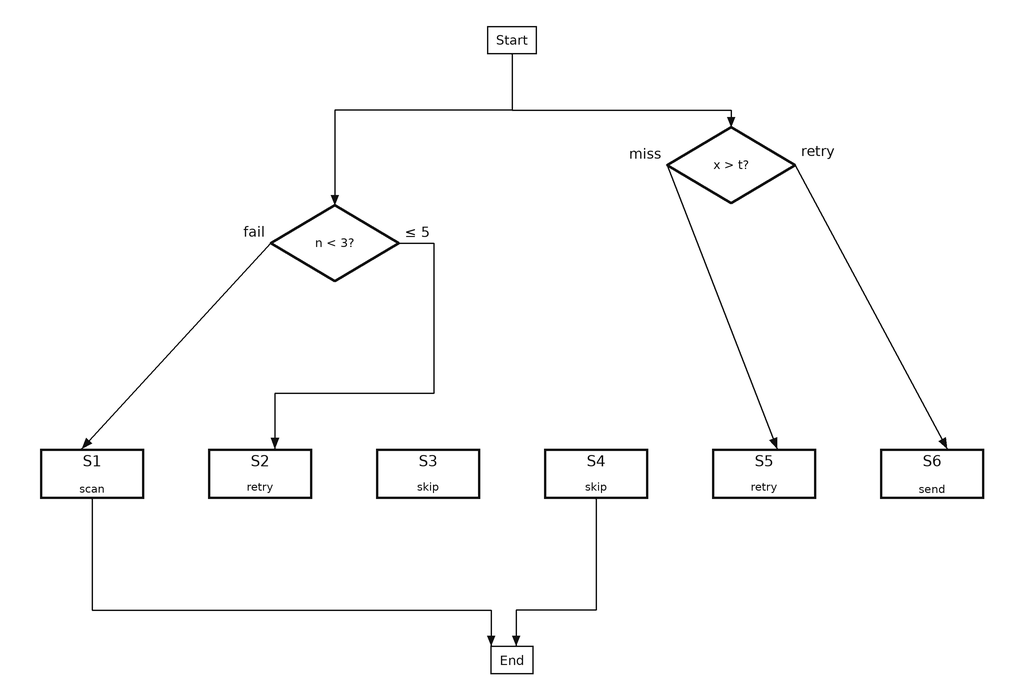 Start
miss
x > t?
retry
fail
n < 3?
≤ 5
S1
scan
S2
retry
S3
skip
S4
skip
S5
retry
S6
send
End